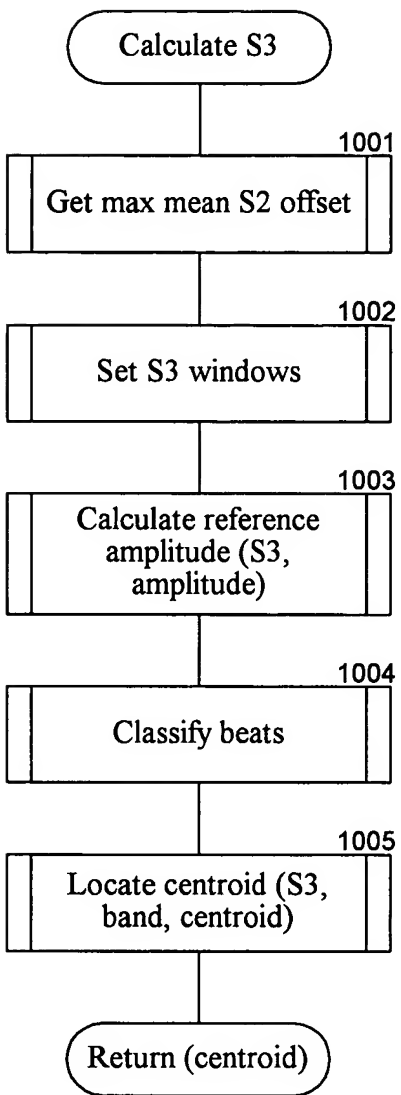 Calculate S3
1001
Get max mean S2 offset
1002
Set S3 windows
1003
Calculate reference
amplitude (S3,
amplitude)
1004
Classify beats
1005
Locate centroid (S3,
band, centroid)
Return (centroid)